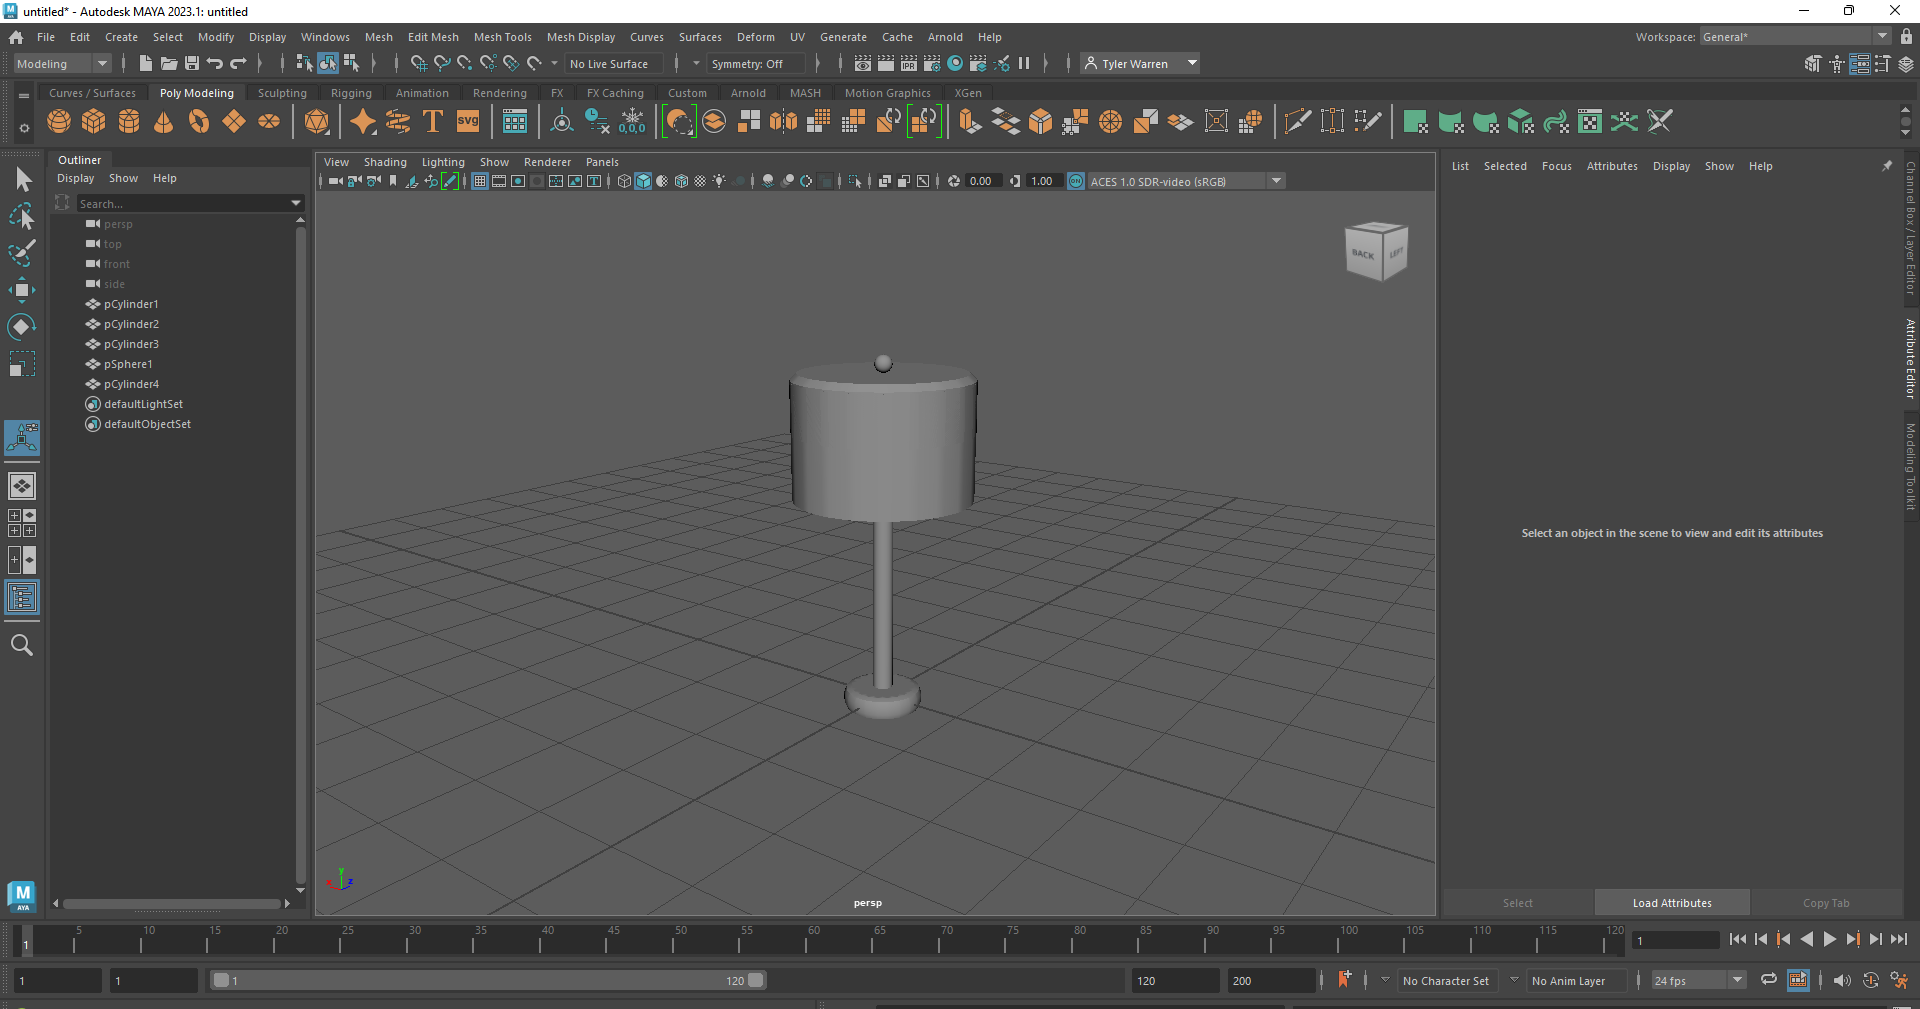 untitled* - Autodesk MAYA 2023.1: untitled
File Edit Create Select Modify Display Windows Mesh Edit Mesh Mesh Tools Mesh Display Curves Surfaces Deform UV Generate Cache Arnold Help
Workspace: General*
Modeling No Live Surface Symmetry: Off Tyler Warren
Curves / Surfaces Poly Modeling Sculpting Rigging Animation Rendering FX FX Caching Custom Arnold MASH Motion Graphics XGen
T svg 0,0,0
Outliner
Display Show Help
Search...
persp
top
front
side
pCylinder1
pCylinder2
pCylinder3
pSphere1
pCylinder4
defaultLightSet
defaultObjectSet
View Shading Lighting Show Renderer Panels
0.00 1.00 ACES 1.0 SDR-video (sRGB)
BACK LEFT
y
x z
persp
List Selected Focus Attributes Display Show Help
Select an object in the scene to view and edit its attributes
Select Load Attributes Copy Tab
Channel Box / Layer Editor
Attribute Editor
Modeling Toolkit
M
AYA
1 5 10 15 20 25 30 35 40 45 50 55 60 65 70 75 80 85 90 95 100 105 110 115 120 1
1 1 1 120 120 200 No Character Set No Anim Layer 24 fps